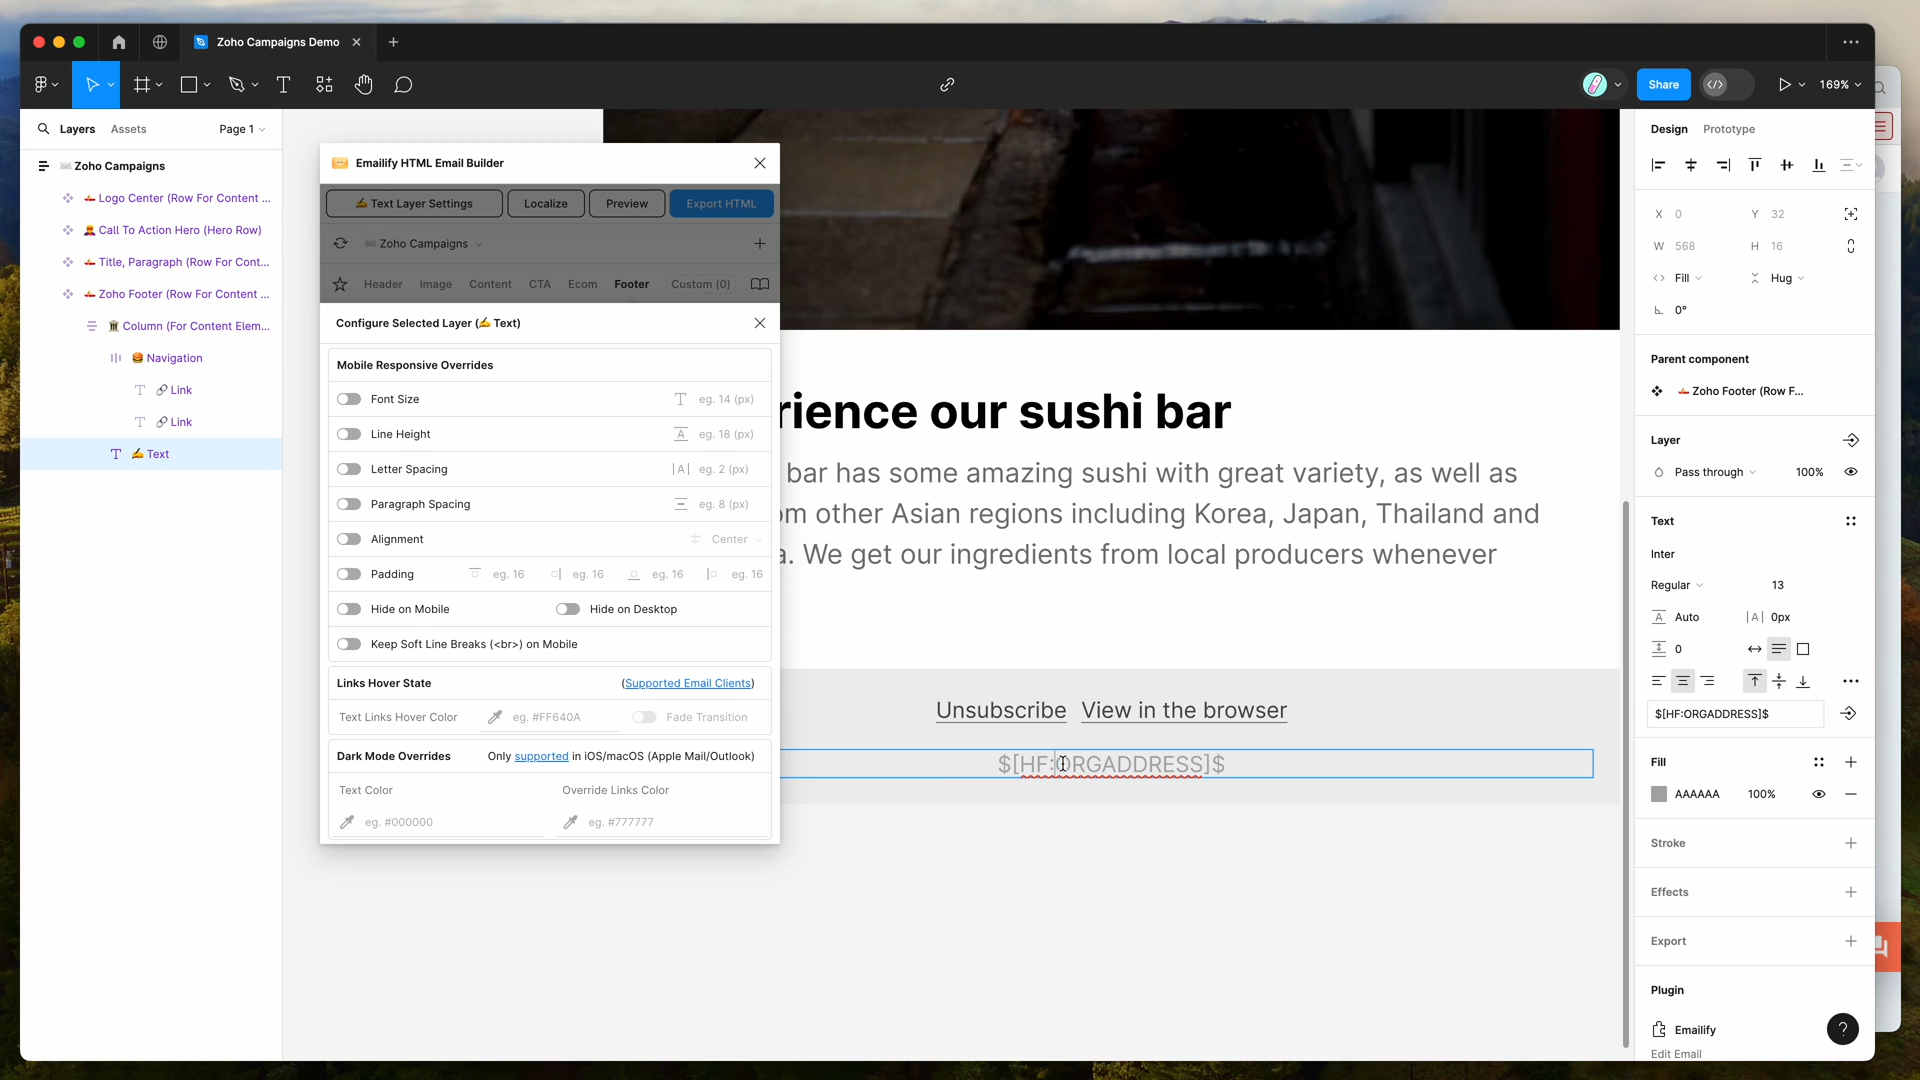 Zoho Campaigns Demo
Share
169%
Layers
Assets
Page 1
Zoho Campaigns
Logo Center (Row For Content ...
Call To Action Hero (Hero Row)
Title, Paragraph (Row For Cont...
Zoho Footer (Row For Content ...
Column (For Content Elem...
Navigation
Link
Link
Text
Emailify HTML Email Builder
Text Layer Settings
Localize
Preview
Export HTML
Zoho Campaigns
Header
Image
Content
CTA
Ecom
Footer
Custom (0)
Configure Selected Layer (✍️ Text)
Mobile Responsive Overrides
Font Size
eg. 14 (px)
Line Height
eg. 18 (px)
Letter Spacing
eg. 2 (px)
Paragraph Spacing
eg. 8 (px)
Alignment
Center
Padding
eg. 16
eg. 16
eg. 16
eg. 16
Hide on Mobile
Hide on Desktop
Keep Soft Line Breaks (<br>) on Mobile
Links Hover State
(Supported Email Clients)
Text Links Hover Color
eg. #FF640A
Fade Transition
Dark Mode Overrides
Only supported in iOS/macOS (Apple Mail/Outlook)
Text Color
Override Links Color
eg. #000000
eg. #777777
rience our sushi bar
bar has some amazing sushi with great variety, as well as
om other Asian regions including Korea, Japan, Thailand and
a. We get our ingredients from local producers whenever
Unsubscribe
View in the browser
$[HF:ORGADDRESS]$
Design
Prototype
X 0
Y 32
W 568
H 16
Fill
Hug
0°
Parent component
Zoho Footer (Row F...
Layer
Pass through
100%
Text
Inter
Regular
13
Auto
0px
0
$[HF:ORGADDRESS]$
Fill
AAAAAA
100%
Stroke
Effects
Export
Plugin
Emailify
Edit Email
?